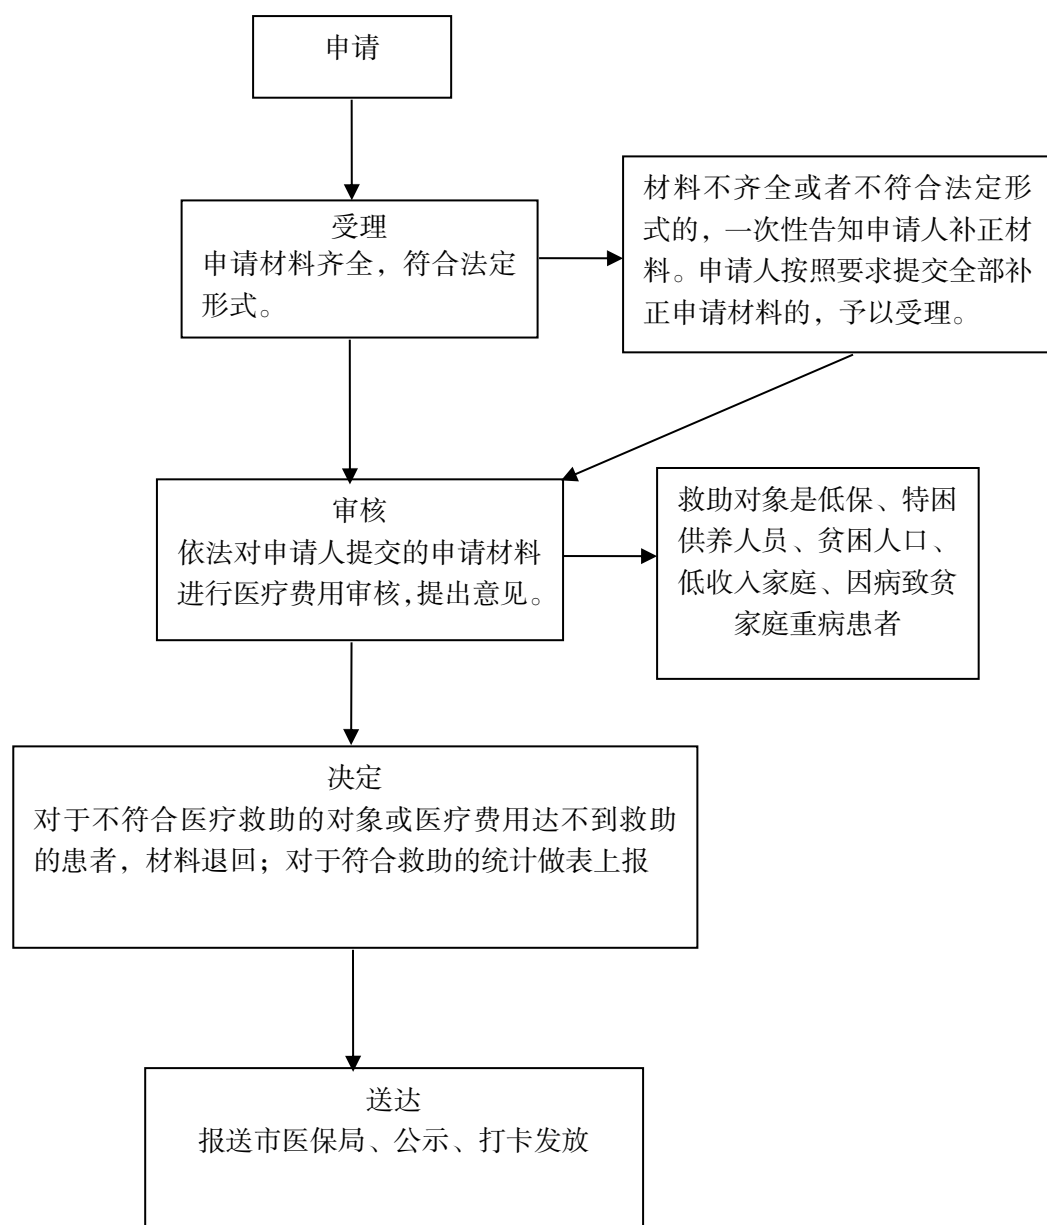 申请
受理
申请材料齐全，符合法定
形式。
材料不齐全或者不符合法定形
式的，一次性告知申请人补正材
料。申请人按照要求提交全部补
正申请材料的，予以受理。
审核
依法对申请人提交的申请材料
进行医疗费用审核，提出意见。
救助对象是低保、特困
供养人员、贫困人口、
低收入家庭、因病致贫
家庭重病患者
决定
对于不符合医疗救助的对象或医疗费用达不到救助
的患者，材料退回；对于符合救助的统计做表上报
送达
报送市医保局、公示、打卡发放